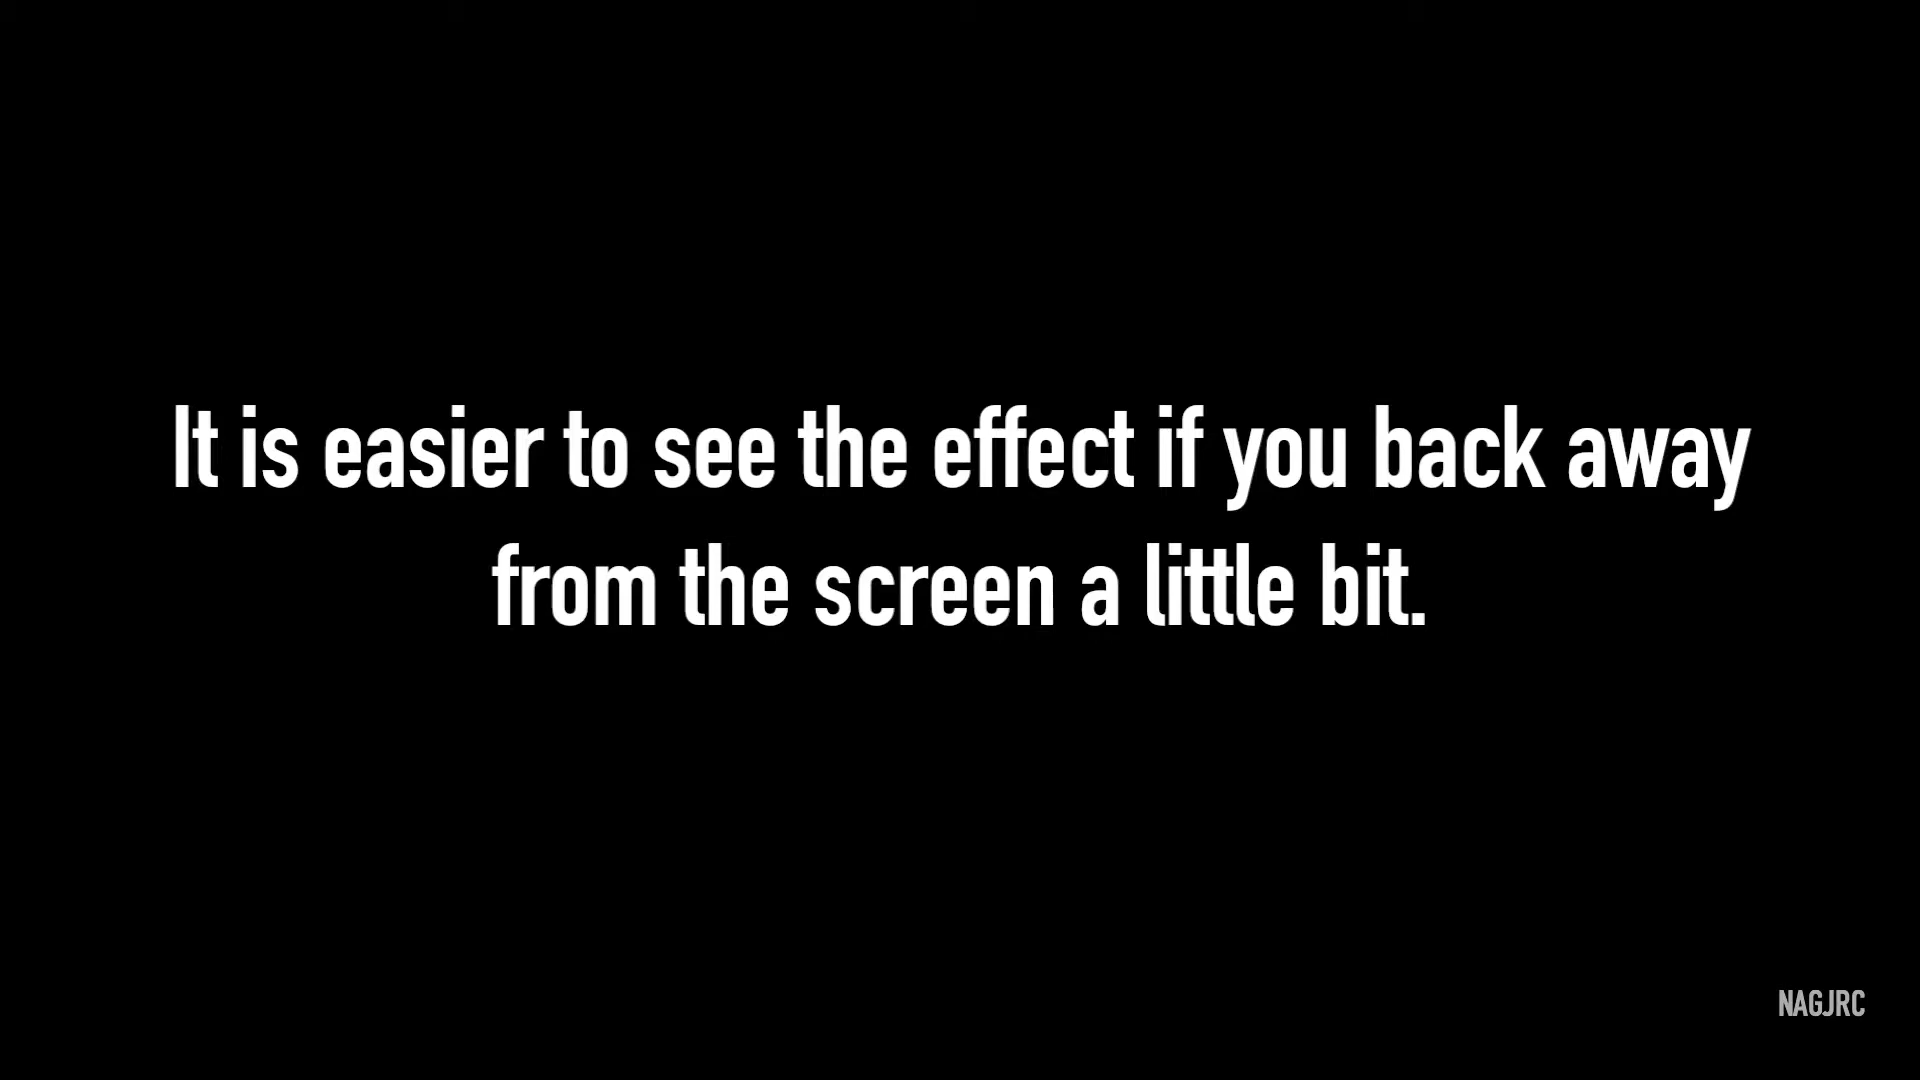 It is easier to see the effect if you back away
from the screen a little bit.
NAGJRC